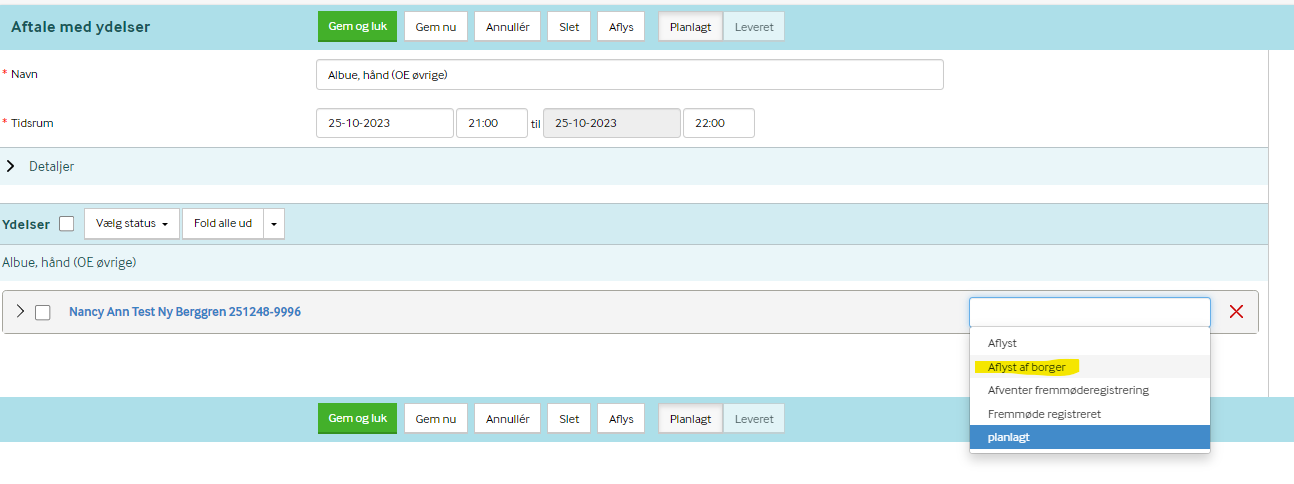 Aftale med ydelser Gem og luk Gem nu Annullér Slet Aflys Planlagt Leveret
* Navn Albue, hånd (OE øvrige)
* Tidsrum 25-10-2023 21:00 til 25-10-2023 22:00
Detaljer
Ydelser Vælg status Fold alle ud
Albue, hånd (OE øvrige)
Nancy Ann Test Ny Berggren 251248-9996
Aflyst
Aflyst af borger
Afventer fremmøderegistrering
Fremmøde registreret
planlagt
Gem og luk Gem nu Annullér Slet Aflys Planlagt Leveret